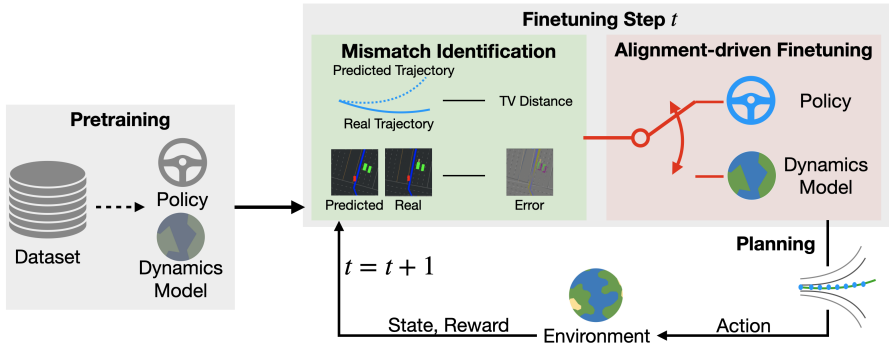 Finetuning Step t
Mismatch Identification
Predicted Trajectory
Real Trajectory
TV Distance
Predicted
Real
Error
Alignment-driven Finetuning
Policy
Dynamics
Model
Pretraining
Dataset
Policy
Dynamics
Model
Planning
t = t + 1
State, Reward
Environment
Action